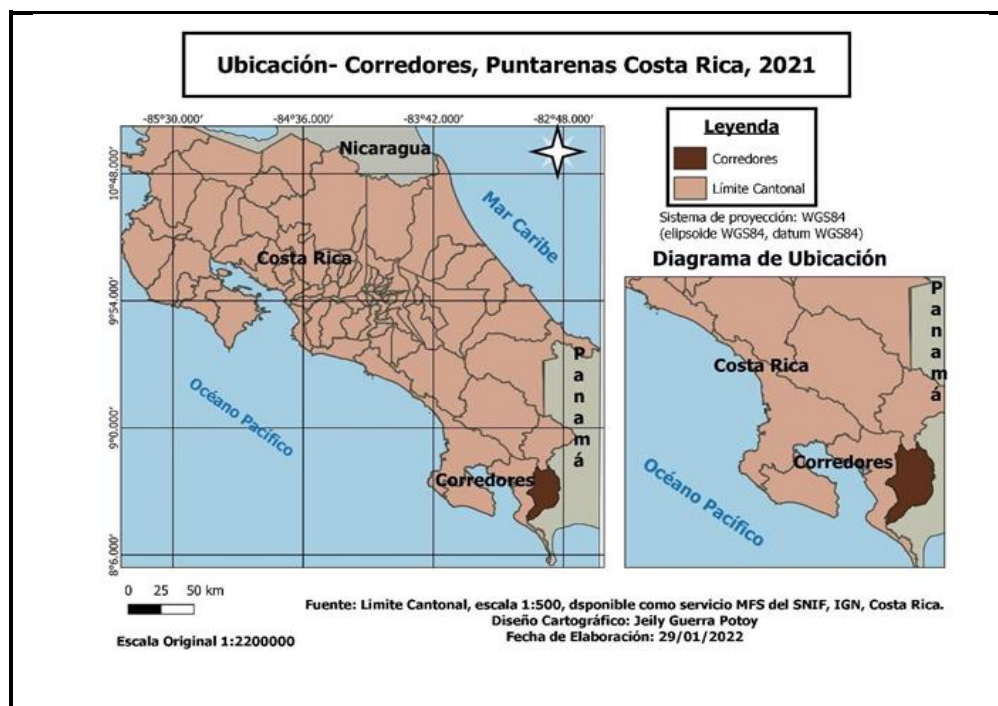 Ubicación- Corredores, Puntarenas Costa Rica, 2021
-85°30.000' -84°36.000' -83°42.000' -82°48.000'
10°48.000'
9°54.000'
9°0.000'
8°6.000'
Nicaragua
Mar Caribe
Costa Rica
Océano Pacífico
Panamá
Corredores
Leyenda
Corredores
Límite Cantonal
Sistema de proyección: WGS84
(elipsoide WGS84, datum WGS84)
Diagrama de Ubicación
Panamá
Costa Rica
Corredores
Océano Pacífico
0 25 50 km
Escala Original 1:2200000
Fuente: Limite Cantonal, escala 1:500, dsponible como servicio MFS del SNIF, IGN, Costa Rica.
Diseño Cartográfico: Jeily Guerra Potoy
Fecha de Elaboración: 29/01/2022